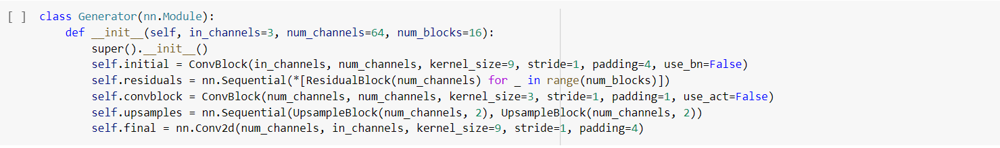 [ ] class Generator(nn.Module):
    def __init__(self, in_channels=3, num_channels=64, num_blocks=16):
        super().__init__()
        self.initial = ConvBlock(in_channels, num_channels, kernel_size=9, stride=1, padding=4, use_bn=False)
        self.residuals = nn.Sequential(*[ResidualBlock(num_channels) for _ in range(num_blocks)])
        self.convblock = ConvBlock(num_channels, num_channels, kernel_size=3, stride=1, padding=1, use_act=False)
        self.upsamples = nn.Sequential(UpsampleBlock(num_channels, 2), UpsampleBlock(num_channels, 2))
        self.final = nn.Conv2d(num_channels, in_channels, kernel_size=9, stride=1, padding=4)